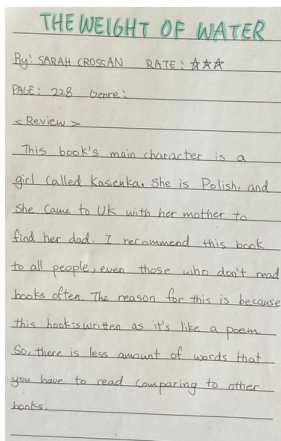 THE WEIGHT OF WATER
By: SARAH CROSSAN RATE: ☆☆☆
PAGE: 228 Genre:
<Review>
This book's main character is a
girl called Kasienka. She is Polish, and
she came to UK with her mother to
find her dad. I recommend this book
to all people, even those who don't read
books often. The reason for this is because
this book is written as it's like a poem.
So, there is less amount of words that
you have to read comparing to other
books.